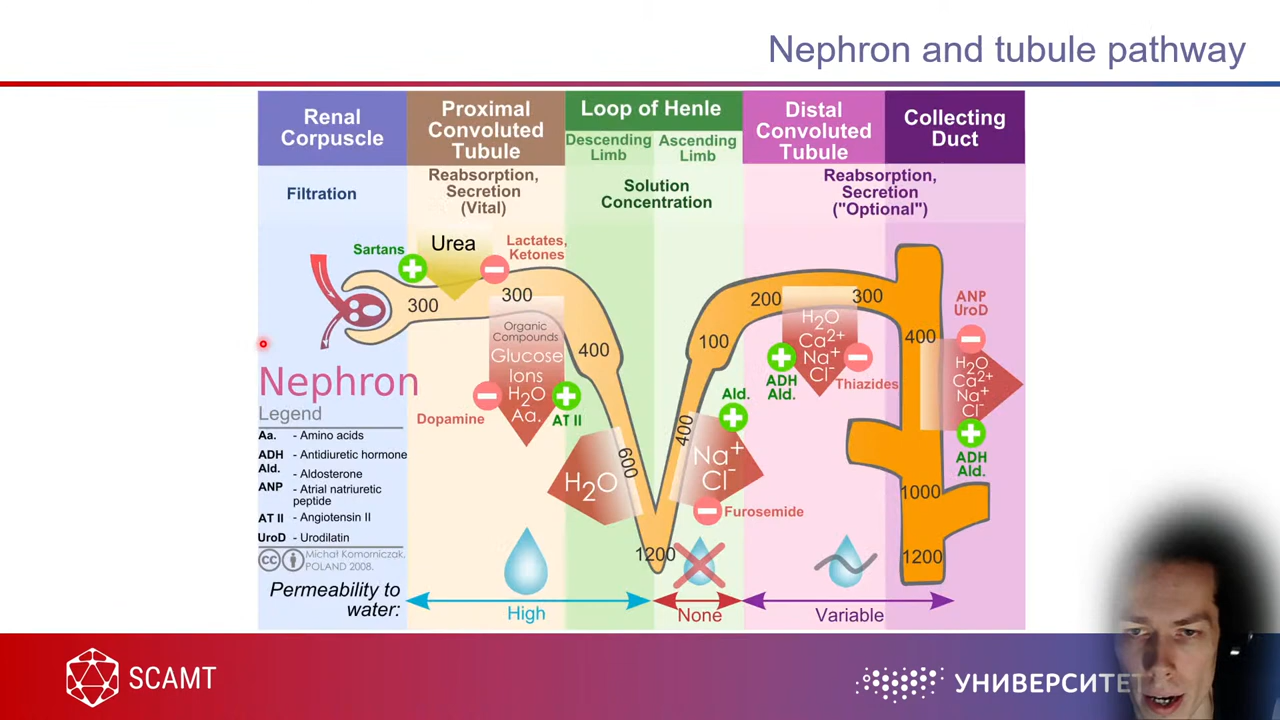 Nephron and tubule pathway
Renal
Corpuscle
Proximal
Convoluted
Tubule
Loop of Henle
Descending
Limb
Ascending
Limb
Distal
Convoluted
Tubule
Collecting
Duct
Filtration
Reabsorption,
Secretion
(Vital)
Solution
Concentration
Reabsorption,
Secretion
("Optional")
Sartans
Urea
Lactates,
Ketones
300
300
Organic
Compounds
Glucose
Ions
H2O
Aa.
Dopamine
AT II
400
600
H2O
1200
400
100
Ald.
Na+
Cl-
Furosemide
200
300
H2O
Ca2+
Na+
Cl-
ADH
Ald.
Thiazides
400
1000
1200
ANP
UroD
H2O
Ca2+
Na+
Cl-
ADH
Ald.
Nephron
Legend
Aa. - Amino acids
ADH - Antidiuretic hormone
Ald. - Aldosterone
ANP - Atrial natriuretic
peptide
AT II - Angiotensin II
UroD - Urodilatin
cc Michał Komorniczak,
POLAND 2008.
Permeability to
water:
High
None
Variable
SCAMT
УНИВЕРСИТЕТ